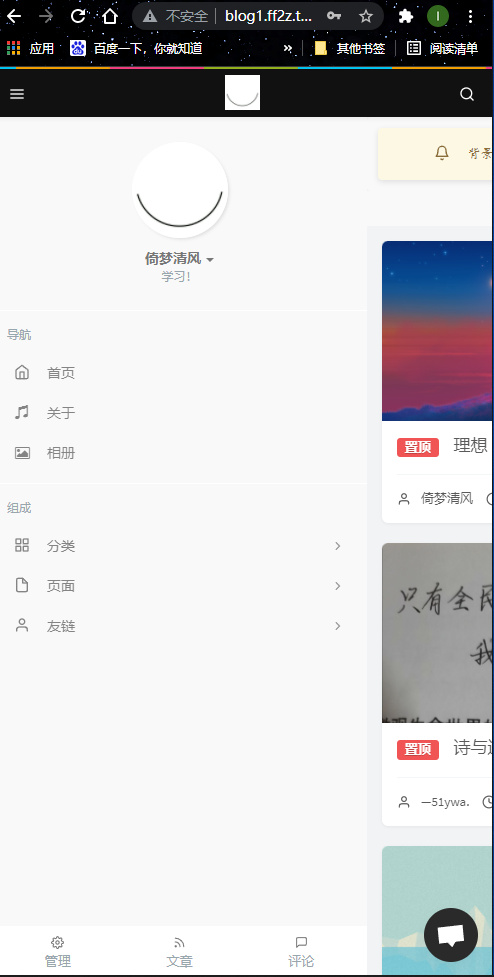 不安全 blog1.ff2z.t...
I
应用 百度一下，你就知道 » 其他书签 阅读清单
背景
倚梦清风
学习！
导航
首页
关于
相册
组成
分类
页面
友链
管理 文章 评论
置顶 理想
倚梦清风
只有全民
我
置顶 诗与远
一51ywa.